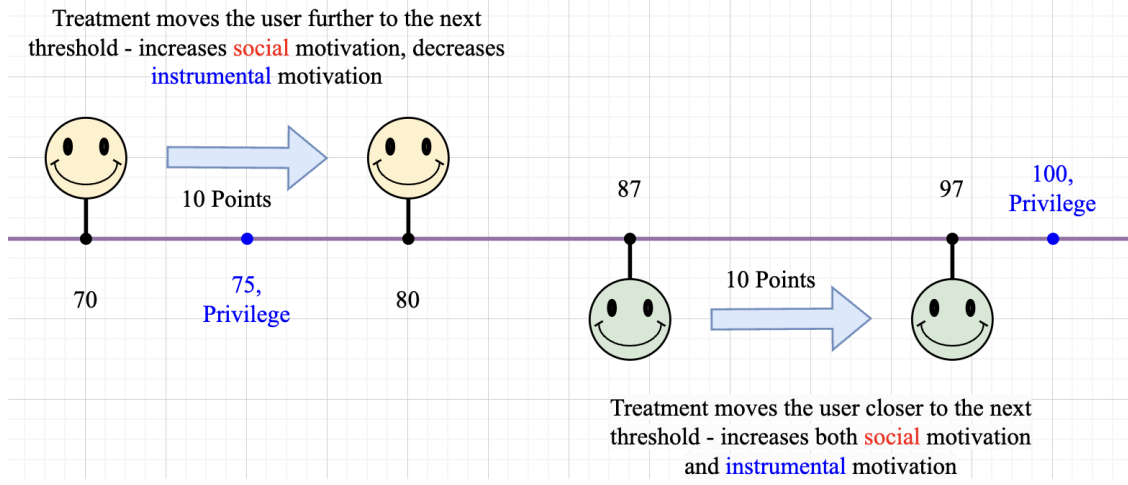 Treatment moves the user further to the next
threshold - increases social motivation, decreases
instrumental motivation
10 Points
70
75,
Privilege
80
87
97
100,
Privilege
10 Points
Treatment moves the user closer to the next
threshold - increases both social motivation
and instrumental motivation